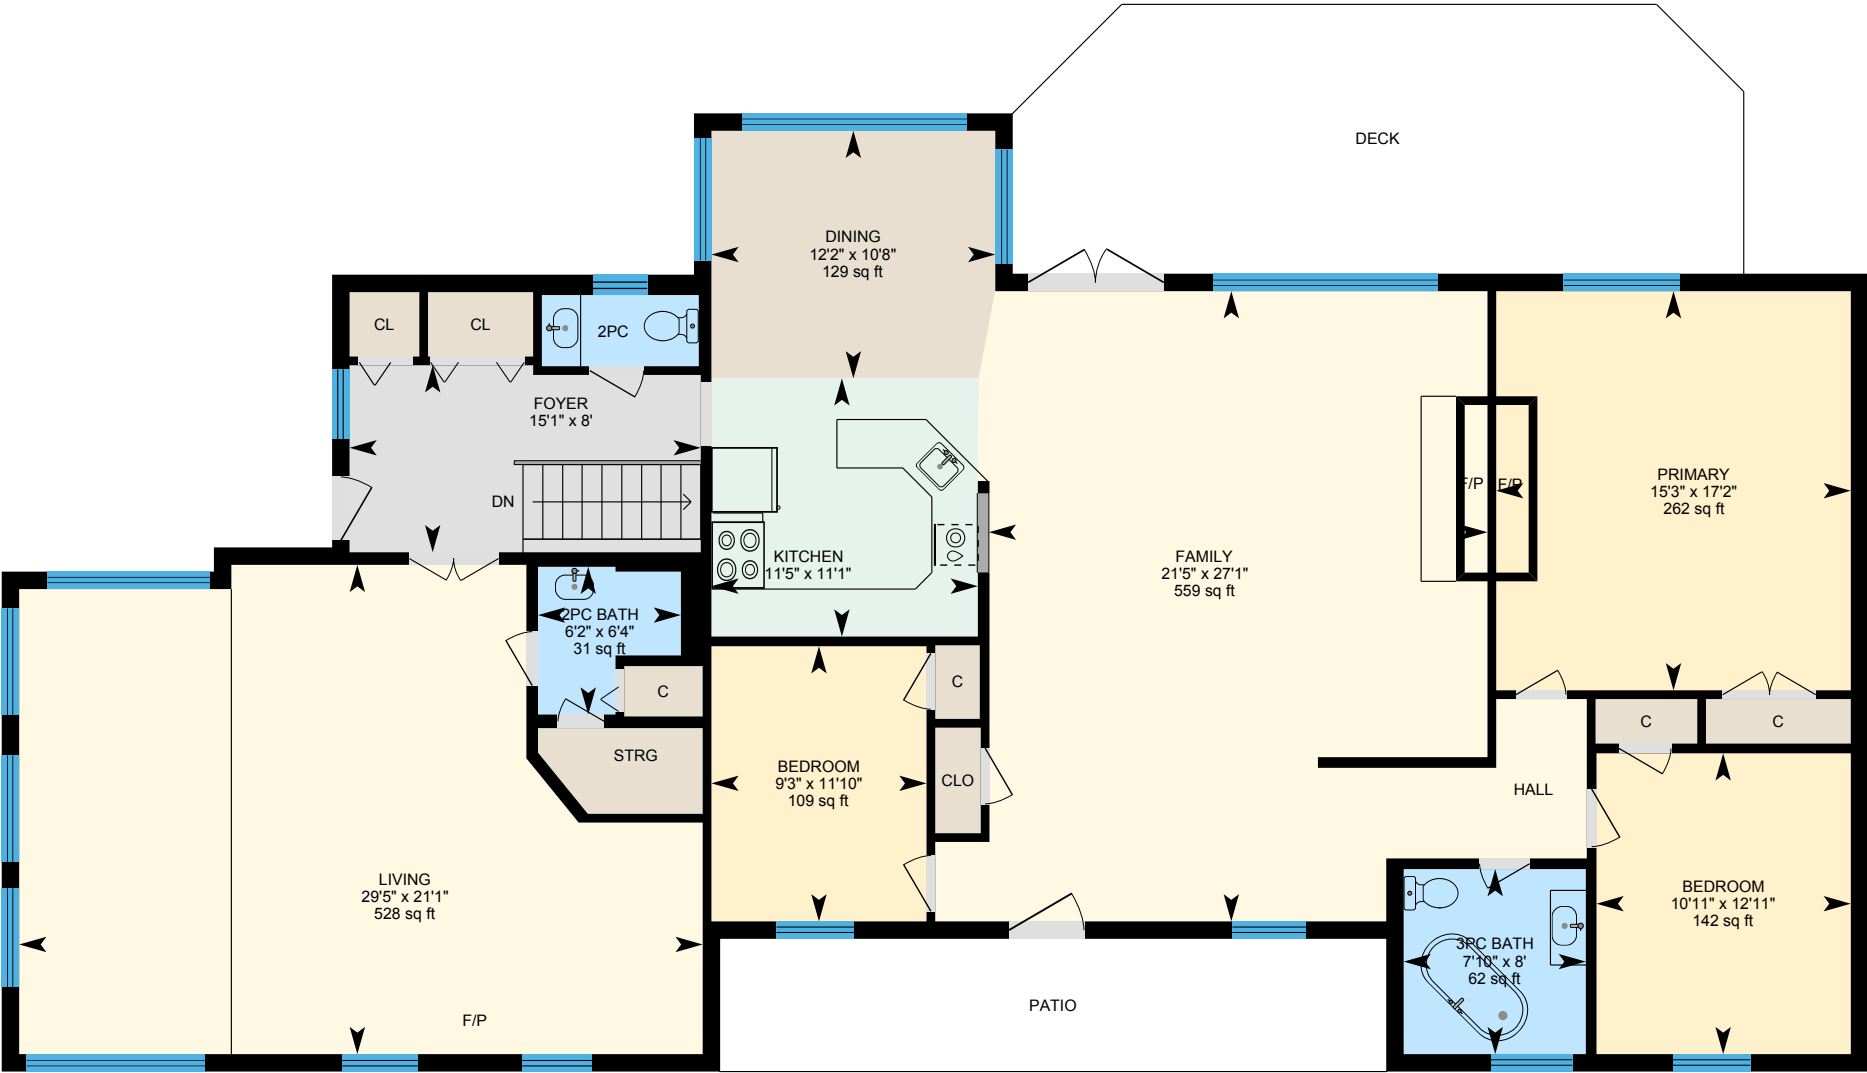 DECK
DINING
12'2" x 10'8"
129 sq ft
CL
CL
2PC
FOYER
15'1" x 8'
DN
KITCHEN
11'5" x 11'1"
FAMILY
21'5" x 27'1"
559 sq ft
F/P
F/P
PRIMARY
15'3" x 17'2"
262 sq ft
2PC BATH
6'2" x 6'4"
31 sq ft
C
STRG
C
CLO
BEDROOM
9'3" x 11'10"
109 sq ft
C
C
HALL
LIVING
29'5" x 21'1"
528 sq ft
F/P
PATIO
3PC BATH
7'10" x 8'
62 sq ft
BEDROOM
10'11" x 12'11"
142 sq ft